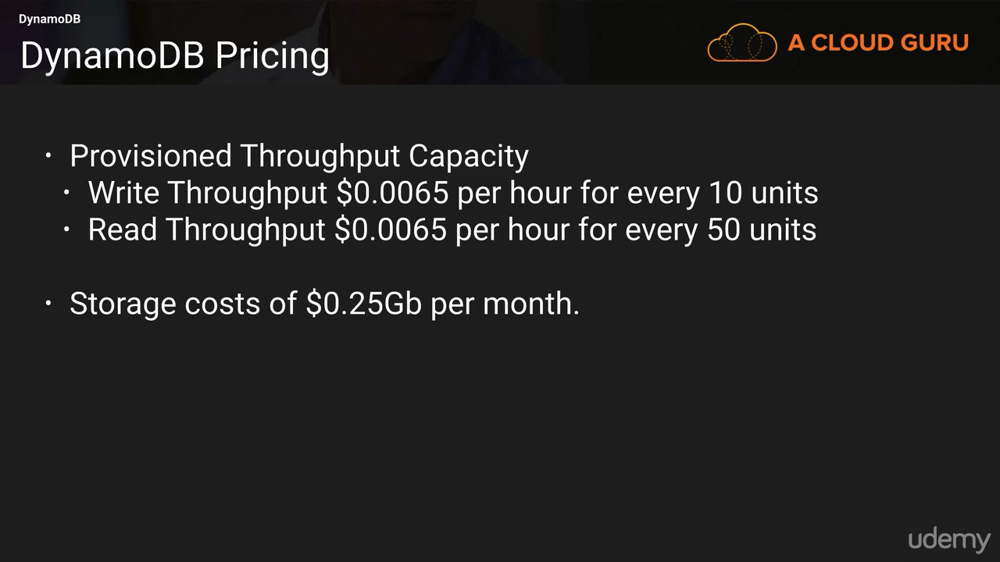 DynamoDB
DynamoDB Pricing
A CLOUD GURU
• Provisioned Throughput Capacity
• Write Throughput $0.0065 per hour for every 10 units
• Read Throughput $0.0065 per hour for every 50 units
• Storage costs of $0.25Gb per month.
udemy